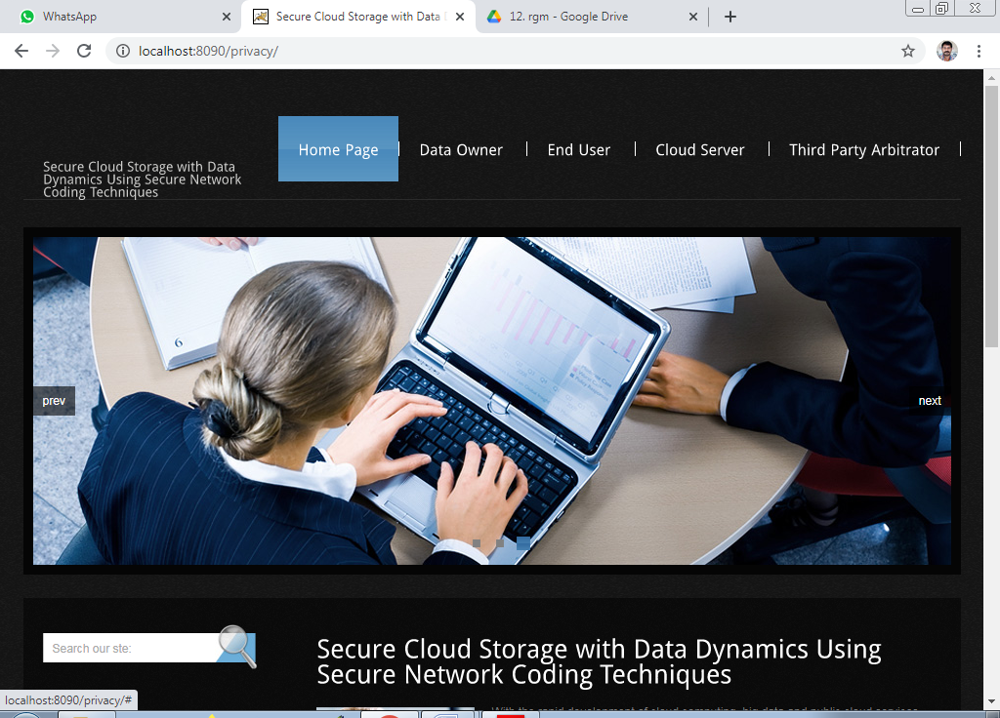 WhatsApp
Secure Cloud Storage with Data
12. rgm - Google Drive
localhost:8090/privacy/
Home Page
Data Owner
End User
Cloud Server
Third Party Arbitrator
Secure Cloud Storage with Data
Dynamics Using Secure Network
Coding Techniques
6
prev
next
Search our ste:
Secure Cloud Storage with Data Dynamics Using
Secure Network Coding Techniques
With the rapid development of cloud computing, big data and public cloud services
localhost:8090/privacy/#